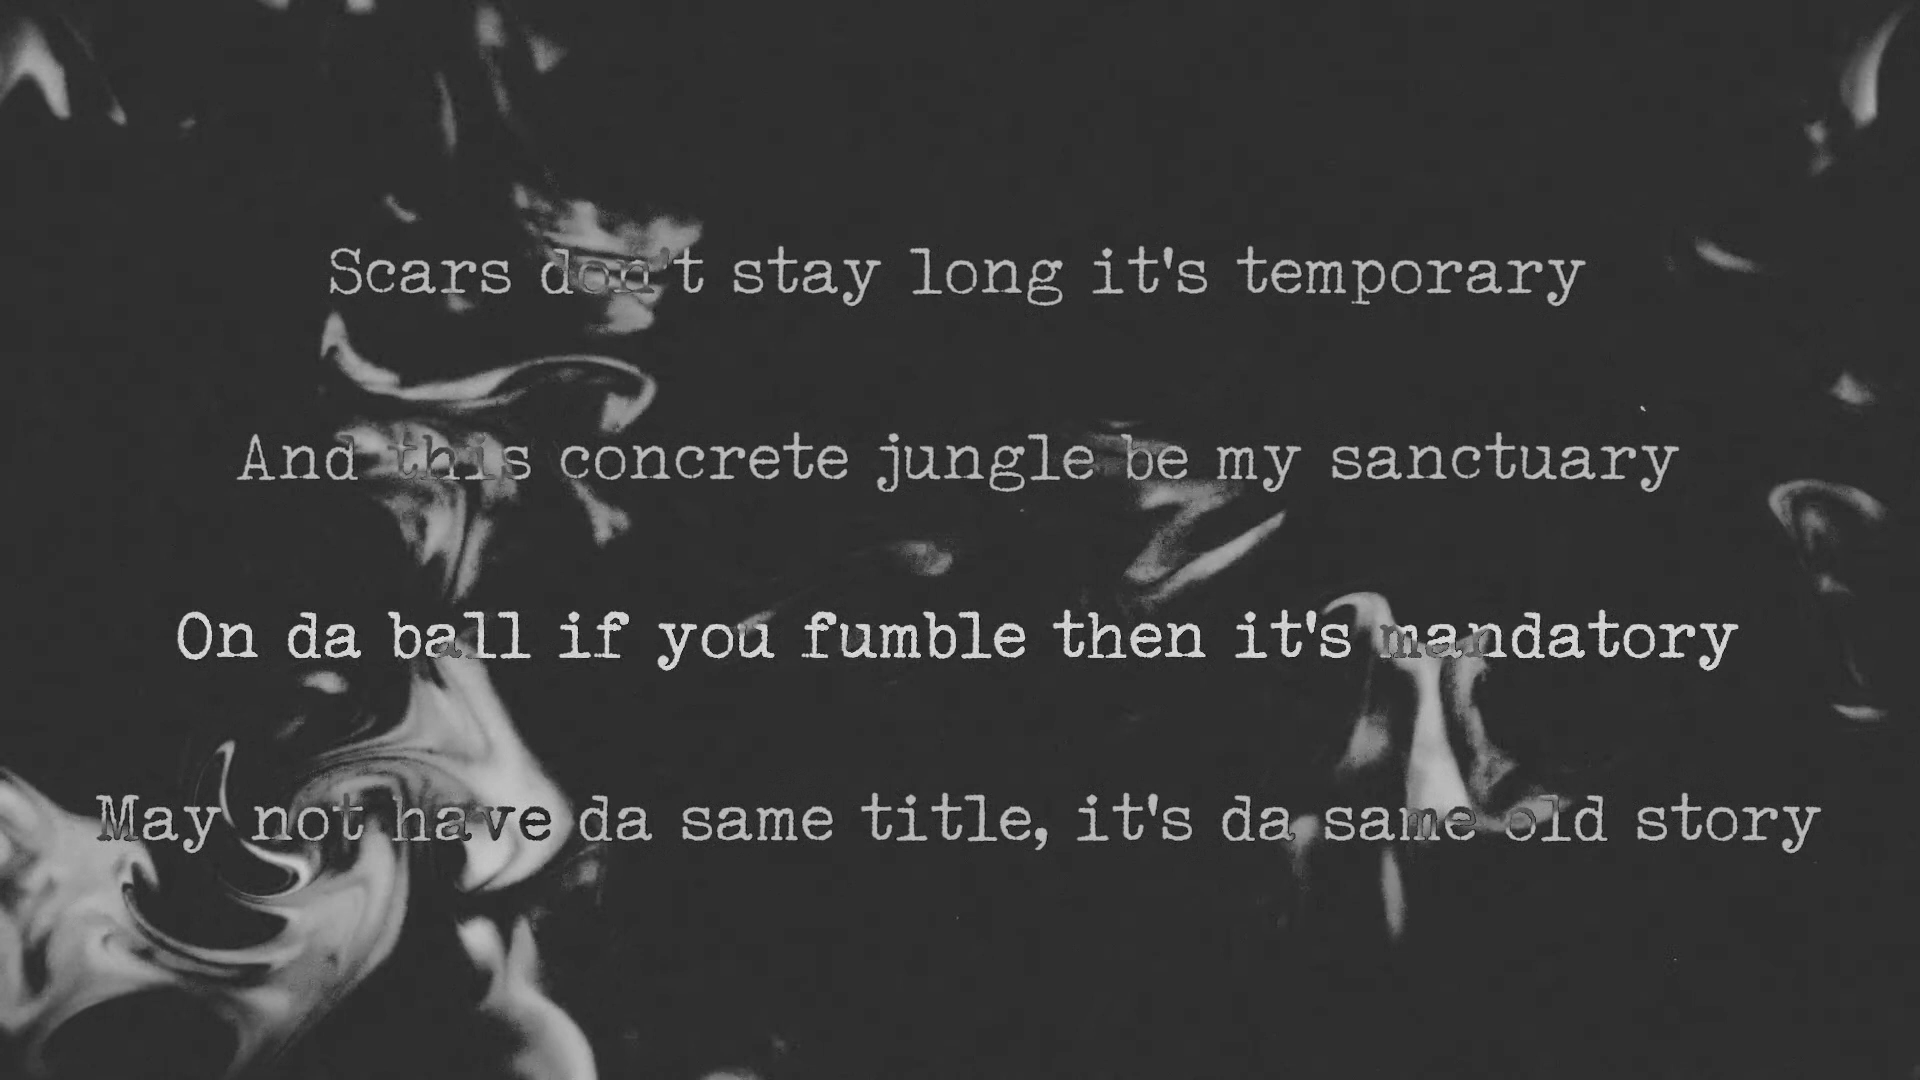 Scars don't stay long it's temporary
And this concrete jungle be my sanctuary
On da ball if you fumble then it's mandatory
May not have da same title, it's da same old story